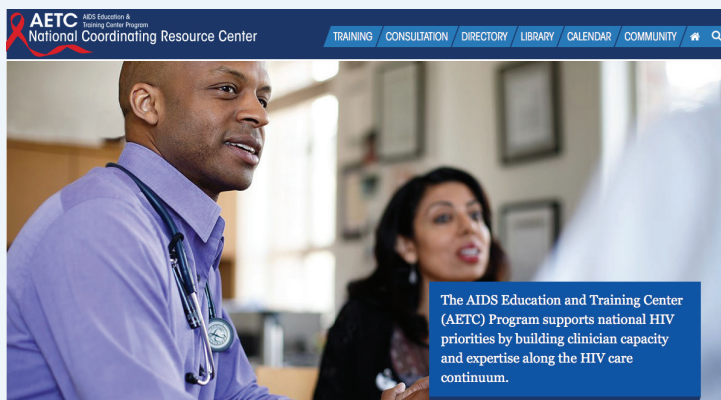 AETC AIDS Education &
Training Center Program
National Coordinating Resource Center
TRAINING / CONSULTATION / DIRECTORY / LIBRARY / CALENDAR / COMMUNITY /
The AIDS Education and Training Center
(AETC) Program supports national HIV
priorities by building clinician capacity
and expertise along the HIV care
continuum.